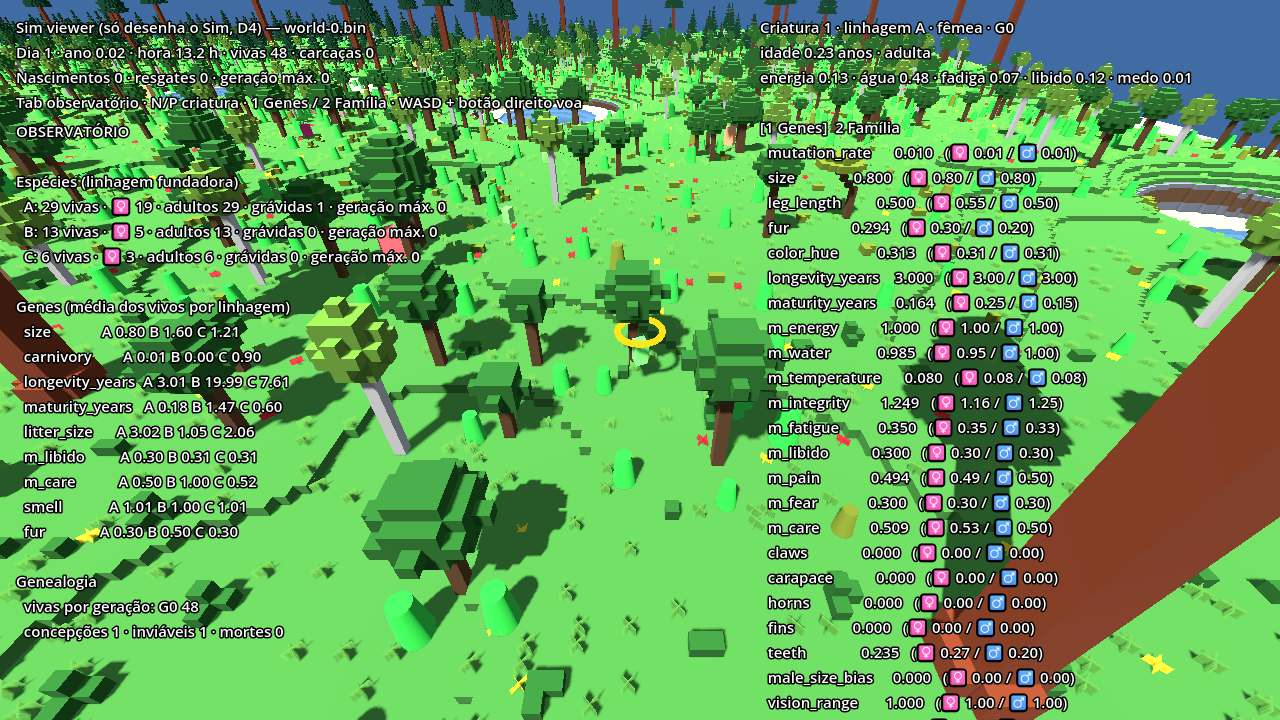 Sim viewer (só desenha o Sim, D4) — world-0.bin
Dia 1 · ano 0.02 · hora 13.2 h · vivas 48 · carcaças 0
Nascimentos 0 · resgates 0 · geração máx. 0
Tab observatório · N/P criatura · 1 Genes / 2 Família · WASD + botão direito voa
OBSERVATÓRIO
Espécies (linhagem fundadora)
A: 29 vivas · ♀ 19 · adultos 29 · grávidas 1 · geração máx. 0
B: 13 vivas · ♀ 5 · adultos 13 · grávidas 0 · geração máx. 0
C: 6 vivas · ♀ 3 · adultos 6 · grávidas 0 · geração máx. 0
Genes (média dos vivos por linhagem)
size A 0.80 B 1.60 C 1.21
carnivory A 0.01 B 0.00 C 0.90
longevity_years A 3.01 B 19.99 C 7.61
maturity_years A 0.18 B 1.47 C 0.60
litter_size A 3.02 B 1.05 C 2.06
m_libido A 0.30 B 0.31 C 0.31
m_care A 0.50 B 1.00 C 0.52
smell A 1.01 B 1.00 C 1.01
fur A 0.30 B 0.50 C 0.30
Genealogia
vivas por geração: G0 48
concepções 1 · inviáveis 1 · mortes 0
Criatura 1 · linhagem A · fêmea · G0
idade 0.23 anos · adulta
energia 0.13 · água 0.48 · fadiga 0.07 · libido 0.12 · medo 0.01
[1 Genes] 2 Família
mutation_rate 0.010 (♀ 0.01 / ♂ 0.01)
size 0.800 (♀ 0.80 / ♂ 0.80)
leg_length 0.500 (♀ 0.55 / ♂ 0.50)
fur 0.294 (♀ 0.30 / ♂ 0.20)
color_hue 0.313 (♀ 0.31 / ♂ 0.31)
longevity_years 3.000 (♀ 3.00 / ♂ 3.00)
maturity_years 0.164 (♀ 0.25 / ♂ 0.15)
m_energy 1.000 (♀ 1.00 / ♂ 1.00)
m_water 0.985 (♀ 0.95 / ♂ 1.00)
m_temperature 0.080 (♀ 0.08 / ♂ 0.08)
m_integrity 1.249 (♀ 1.16 / ♂ 1.25)
m_fatigue 0.350 (♀ 0.35 / ♂ 0.33)
m_libido 0.300 (♀ 0.30 / ♂ 0.30)
m_pain 0.494 (♀ 0.49 / ♂ 0.50)
m_fear 0.300 (♀ 0.30 / ♂ 0.30)
m_care 0.509 (♀ 0.53 / ♂ 0.50)
claws 0.000 (♀ 0.00 / ♂ 0.00)
carapace 0.000 (♀ 0.00 / ♂ 0.00)
horns 0.000 (♀ 0.00 / ♂ 0.00)
fins 0.000 (♀ 0.00 / ♂ 0.00)
teeth 0.235 (♀ 0.27 / ♂ 0.20)
male_size_bias 0.000 (♀ 0.00 / ♂ 0.00)
vision_range 1.000 (♀ 1.00 / ♂ 1.00)